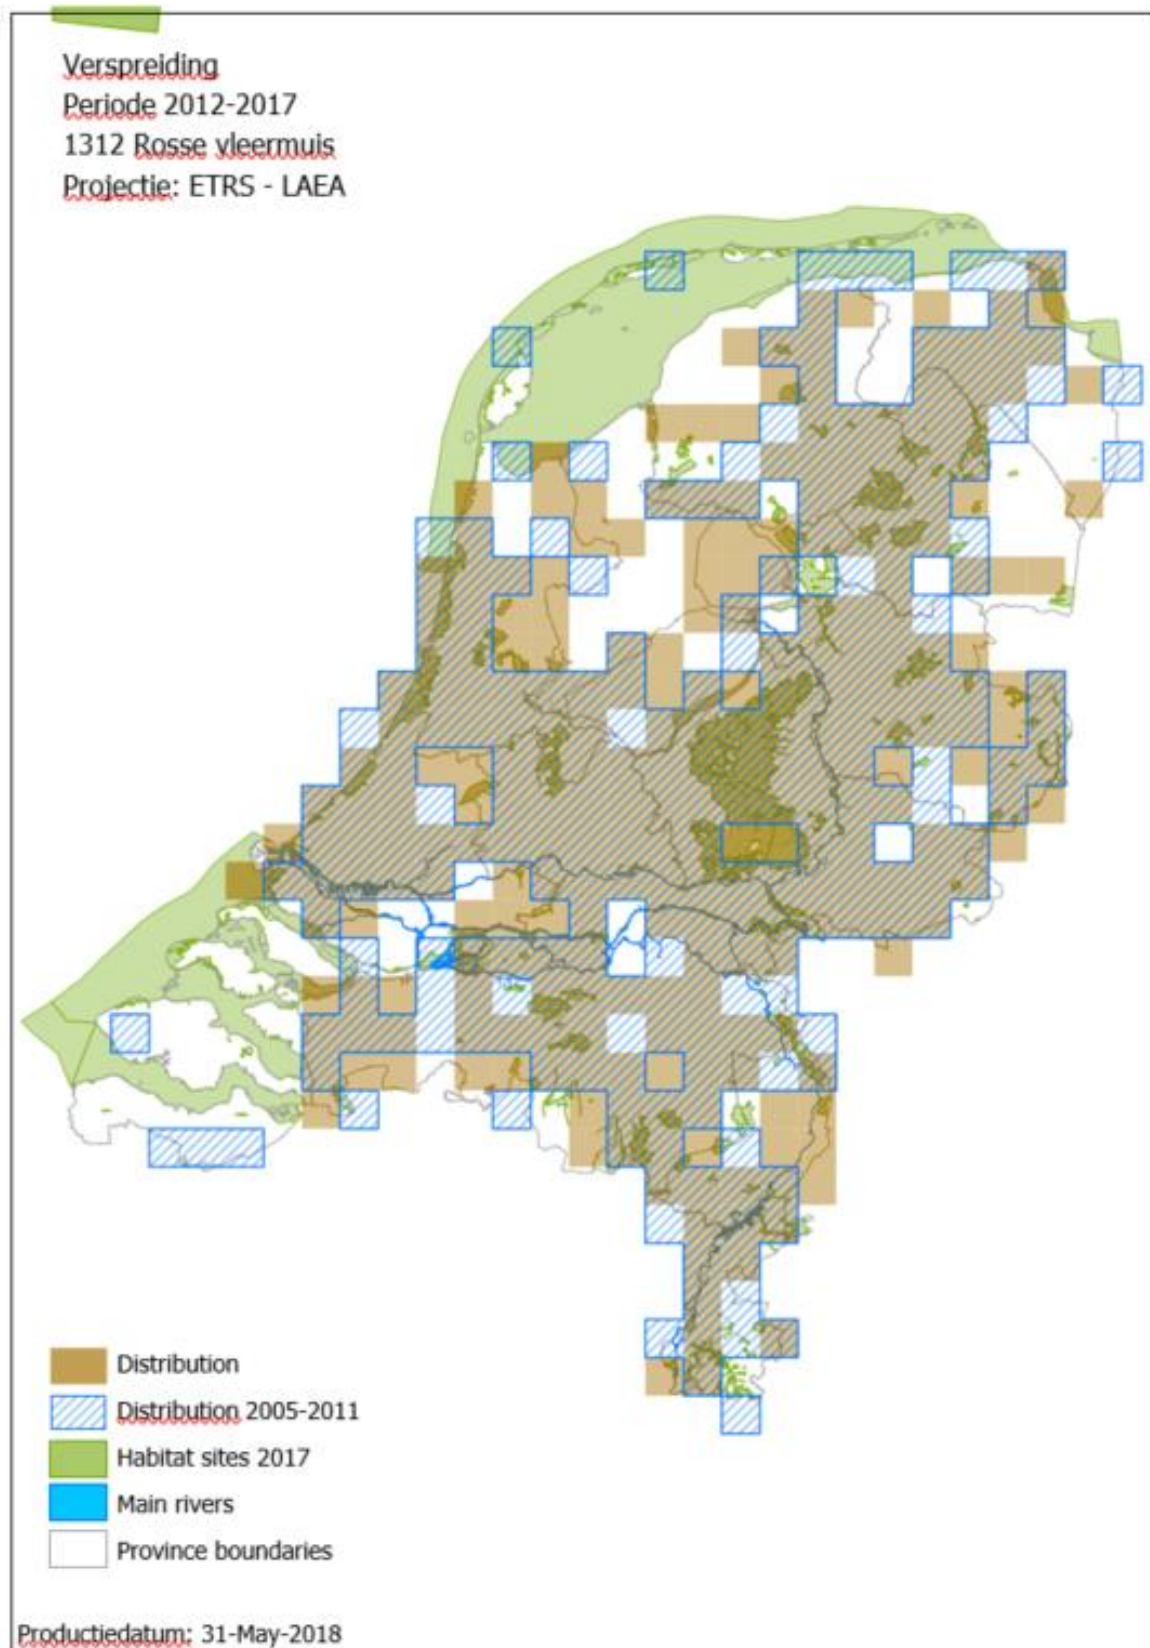 Verspreiding
Periode 2012-2017
1312 Rosse vleermuis
Projectie: ETRS - LAEA
Distribution
Distribution 2005-2011
Habitat sites 2017
Main rivers
Province boundaries
Productiedatum: 31-May-2018